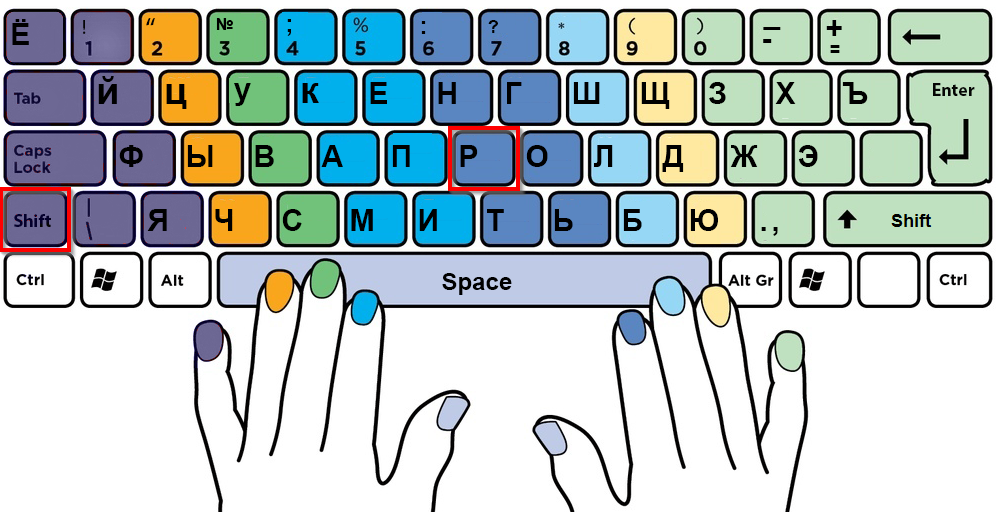 Ё ! 1 “ 2 № 3 ; 4 % 5 : 6 ? 7 * 8 ( 9 ) 0 — - + =
Tab Й Ц У К Е Н Г Ш Щ З Х Ъ Enter
Caps Lock Ф Ы В А П Р О Л Д Ж Э
Shift | \ Я Ч С М И Т Ь Б Ю . , Shift
Ctrl Alt Space Alt Gr Ctrl